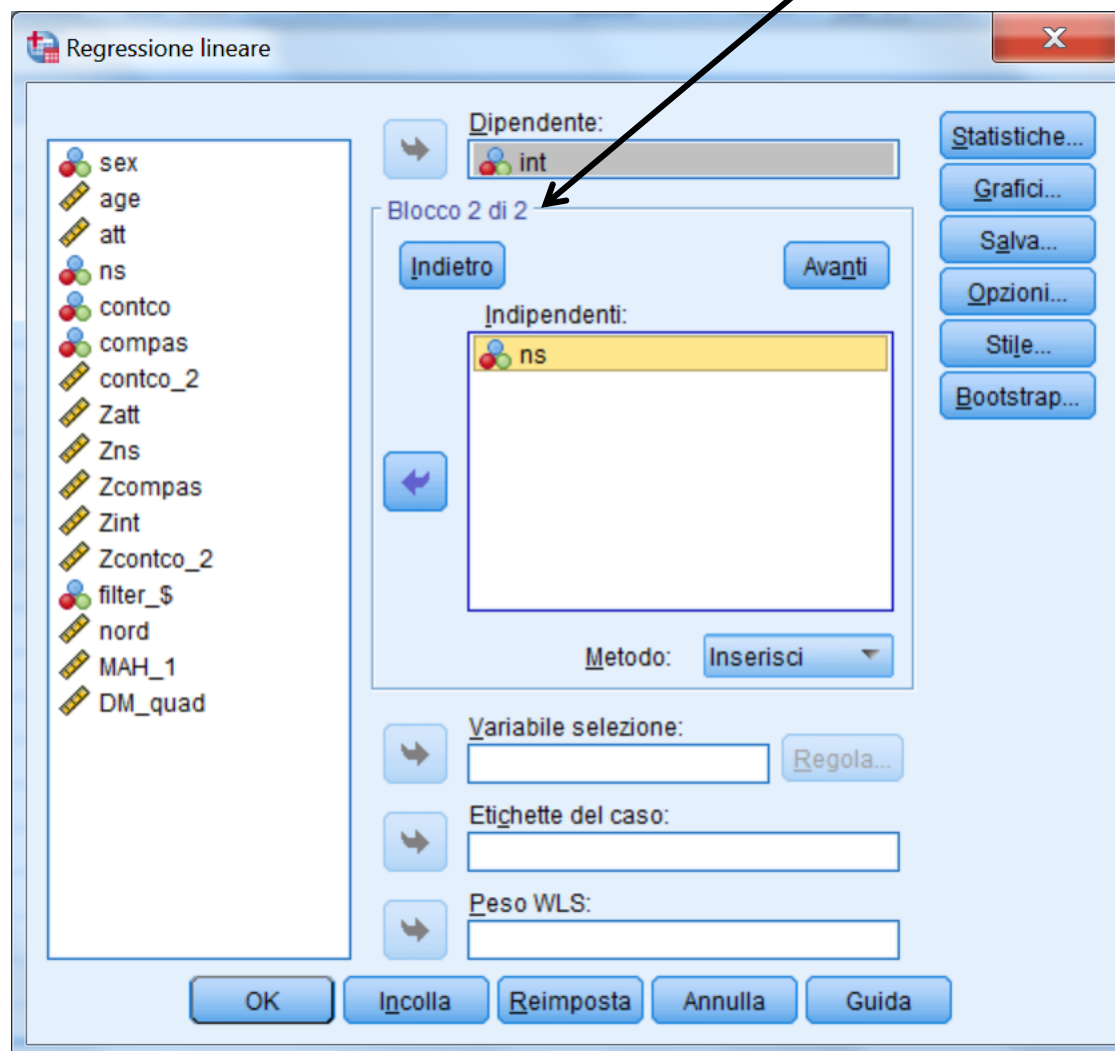 Regressione lineare
sex
age
att
ns
contco
compas
contco_2
Zatt
Zns
Zcompas
Zint
Zcontco_2
filter_$
nord
MAH_1
DM_quad
Dipendente:
int
Blocco 2 di 2
Indietro
Avanti
Indipendenti:
ns
Metodo: Inserisci
Variabile selezione:
Regola...
Etichette del caso:
Peso WLS:
Statistiche...
Grafici...
Salva...
Opzioni...
Stile...
Bootstrap...
OK
Incolla
Reimposta
Annulla
Guida